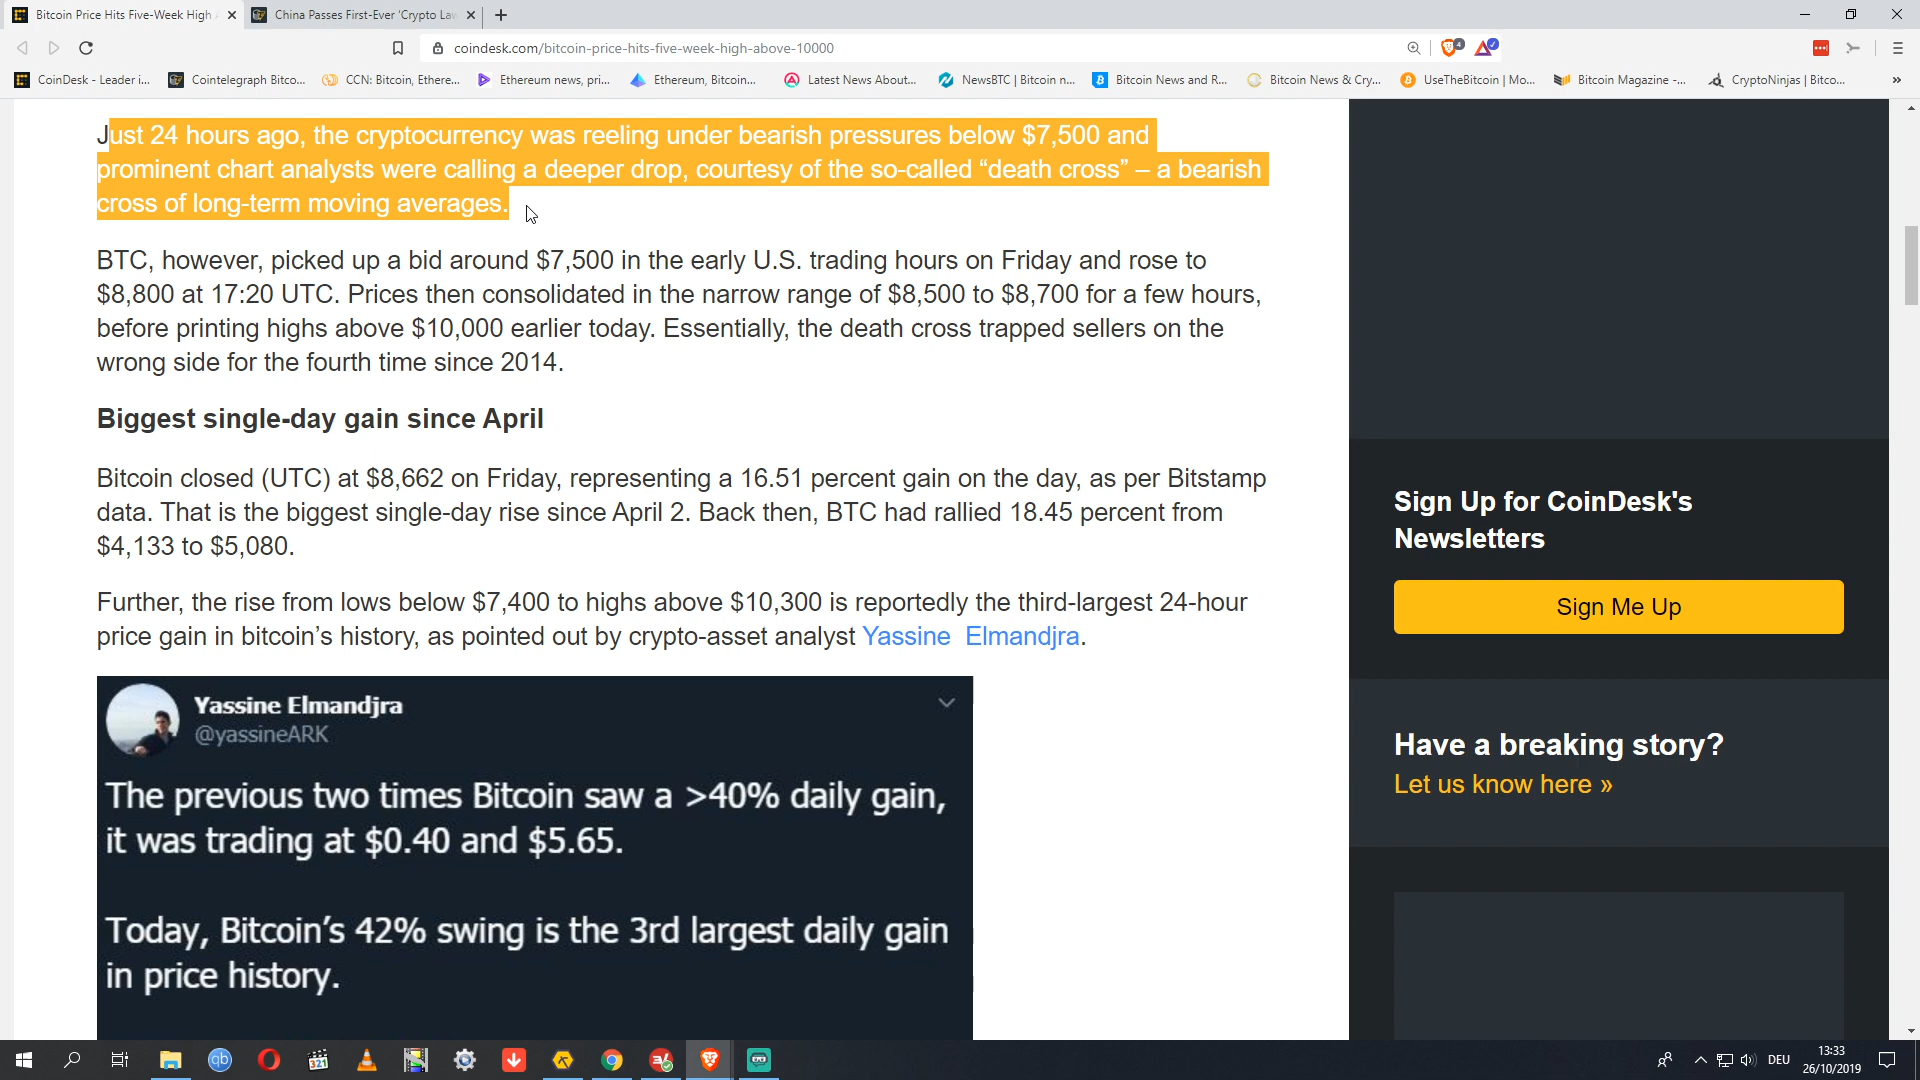 Bitcoin Price Hits Five-Week High
China Passes First-Ever 'Crypto Law
coindesk.com/bitcoin-price-hits-five-week-high-above-10000
4
CoinDesk - Leader i...
Cointelegraph Bitco...
CCN: Bitcoin, Ethere...
Ethereum news, pri...
Ethereum, Bitcoin...
Latest News About...
NewsBTC | Bitcoin n...
Bitcoin News and R...
Bitcoin News & Cry...
UseTheBitcoin | Mo...
Bitcoin Magazine -...
CryptoNinjas | Bitco...
»
Just 24 hours ago, the cryptocurrency was reeling under bearish pressures below $7,500 and
prominent chart analysts were calling a deeper drop, courtesy of the so-called “death cross” – a bearish
cross of long-term moving averages.
BTC, however, picked up a bid around $7,500 in the early U.S. trading hours on Friday and rose to
$8,800 at 17:20 UTC. Prices then consolidated in the narrow range of $8,500 to $8,700 for a few hours,
before printing highs above $10,000 earlier today. Essentially, the death cross trapped sellers on the
wrong side for the fourth time since 2014.
Biggest single-day gain since April
Bitcoin closed (UTC) at $8,662 on Friday, representing a 16.51 percent gain on the day, as per Bitstamp
data. That is the biggest single-day rise since April 2. Back then, BTC had rallied 18.45 percent from
$4,133 to $5,080.
Further, the rise from lows below $7,400 to highs above $10,300 is reportedly the third-largest 24-hour
price gain in bitcoin’s history, as pointed out by crypto-asset analyst Yassine Elmandjra.
Yassine Elmandjra
@yassineARK
The previous two times Bitcoin saw a >40% daily gain,
it was trading at $0.40 and $5.65.
Today, Bitcoin’s 42% swing is the 3rd largest daily gain
in price history.
Sign Up for CoinDesk's
Newsletters
Sign Me Up
Have a breaking story?
Let us know here »
qb
321
DEU
13:33
26/10/2019